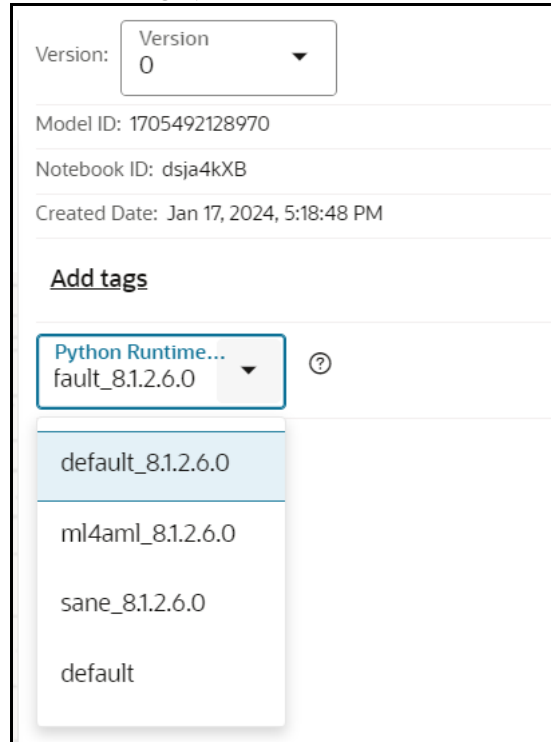 Version
Version:
0
Model ID: 1705492128970
Notebook ID: dsja4kXB
Created Date: Jan 17, 2024, 5:18:48 PM
Add tags
Python Runtime...
fault_8.1.2.6.0
?
default_8.1.2.6.0
ml4aml_8.1.2.6.0
sane_8.1.2.6.0
default